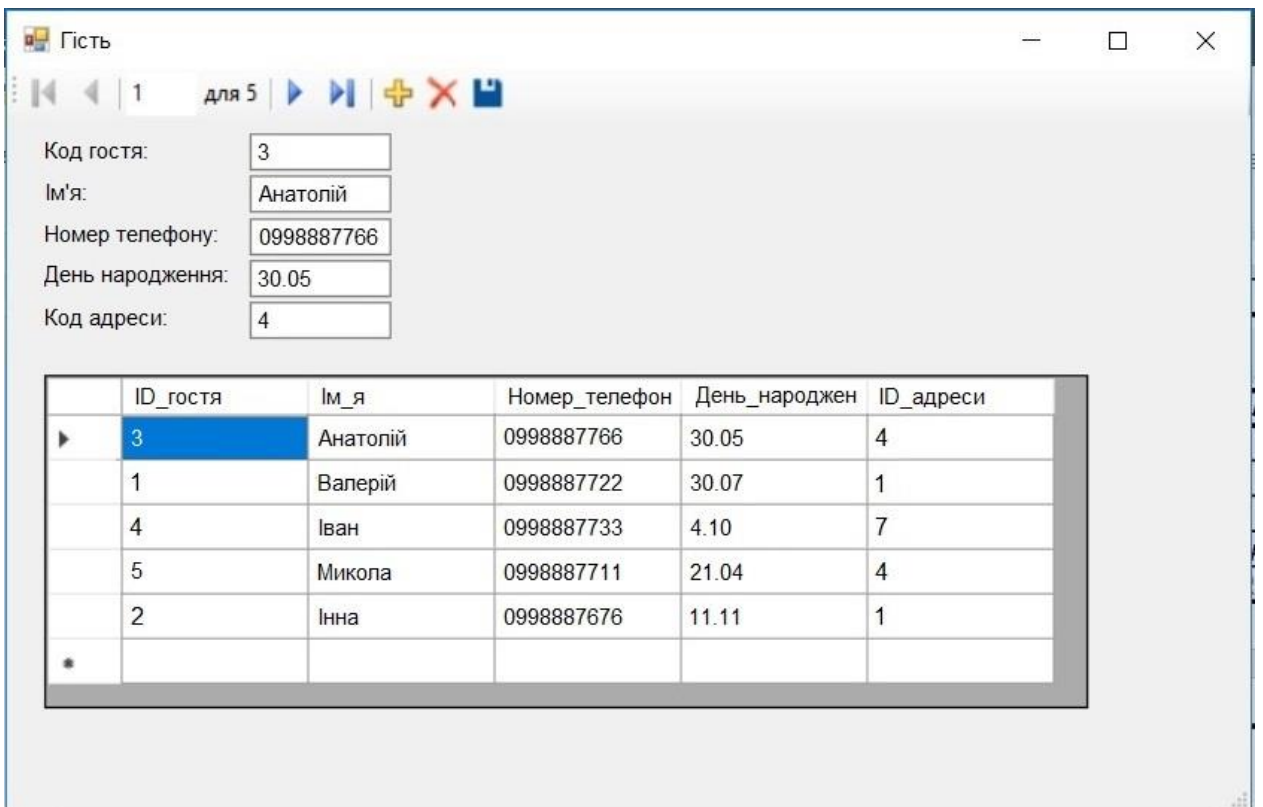 Гість
1 для 5
Код гостя: 3
Ім'я: Анатолій
Номер телефону: 0998887766
День народження: 30.05
Код адреси: 4
ID_гостя Ім_я Номер_телефон День_народжен ID_адреси
3 Анатолій 0998887766 30.05 4
1 Валерій 0998887722 30.07 1
4 Іван 0998887733 4.10 7
5 Микола 0998887711 21.04 4
2 Інна 0998887676 11.11 1